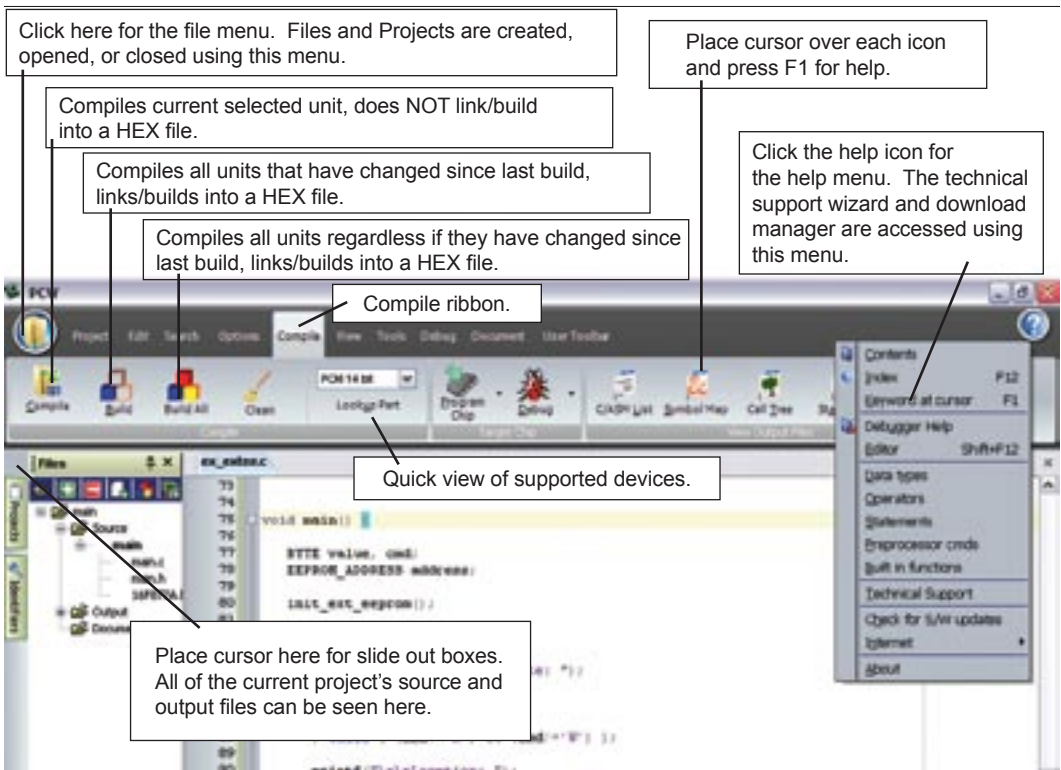 Click here for the file menu. Files and Projects are created,
opened, or closed using this menu.
Place cursor over each icon
and press F1 for help.
Compiles current selected unit, does NOT link/build
into a HEX file.
Click the help icon for
the help menu. The technical
support wizard and download
manager are accessed using
this menu.
Compiles all units that have changed since last build,
links/builds into a HEX file.
Compiles all units regardless if they have changed since
last build, links/builds into a HEX file.
PCW
Compile ribbon.
Project Edit Search Options Compile View Tools Debug Document User Toolbar
Compile Build Build All Clean
PCM 14 bit
Lookup Part
Program Chip
Debug
C/ASM List Symbol Map Call Tree
Compile
Target Chip
View Output Files
Contents
Index F12
Keyword at cursor F1
Debugger Help
Editor Shift+F12
Data types
Operators
Statements
Preprocessor cmds
Built in functions
Technical Support
Check for S/W updates
Internet
About
Quick view of supported devices.
Files
ex_extee.c
Projects
Identifiers
main
Source
main
main.c
main.h
Output
73
74
75 void main() {
76
77 BYTE value, cmd;
78 EEPROM_ADDRESS address;
79
80 init_ext_eeprom();
81
Place cursor here for slide out boxes.
All of the current project's source and
output files can be seen here.
89
90